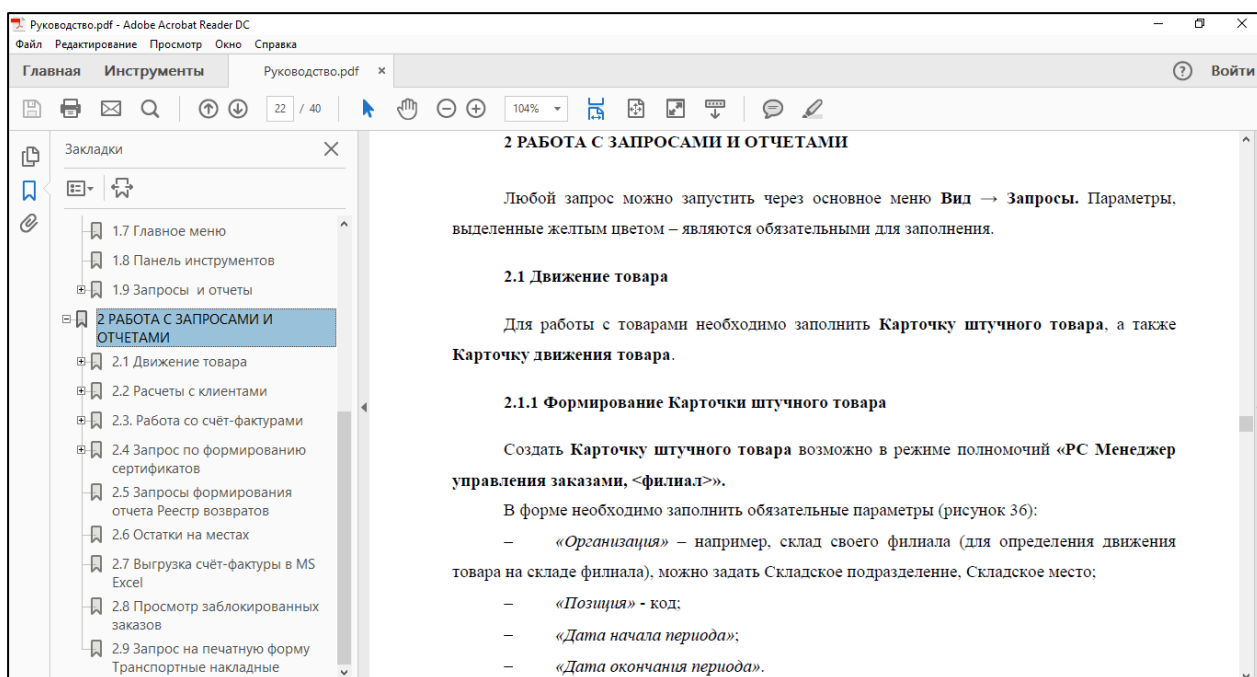 Руководство.pdf - Adobe Acrobat Reader DC
Файл Редактирование Просмотр Окно Справка
Главная Инструменты Руководство.pdf × ? Войти
22 / 40 104%
Закладки
1.7 Главное меню
1.8 Панель инструментов
1.9 Запросы и отчеты
2 РАБОТА С ЗАПРОСАМИ И
ОТЧЕТАМИ
2.1 Движение товара
2.2 Расчеты с клиентами
2.3. Работа со счёт-фактурами
2.4 Запрос по формированию
сертификатов
2.5 Запросы формирования
отчета Реестр возвратов
2.6 Остатки на местах
2.7 Выгрузка счёт-фактуры в MS
Excel
2.8 Просмотр заблокированных
заказов
2.9 Запрос на печатную форму
Транспортные накладные
2 РАБОТА С ЗАПРОСАМИ И ОТЧЕТАМИ
Любой запрос можно запустить через основное меню Вид → Запросы. Параметры,
выделенные желтым цветом – являются обязательными для заполнения.
2.1 Движение товара
Для работы с товарами необходимо заполнить Карточку штучного товара, а также
Карточку движения товара.
2.1.1 Формирование Карточки штучного товара
Создать Карточку штучного товара возможно в режиме полномочий «РС Менеджер
управления заказами, <филиал>».
В форме необходимо заполнить обязательные параметры (рисунок 36):
– «Организация» – например, склад своего филиала (для определения движения
товара на складе филиала), можно задать Складское подразделение, Складское место;
– «Позиция» - код;
– «Дата начала периода»;
– «Дата окончания периода».